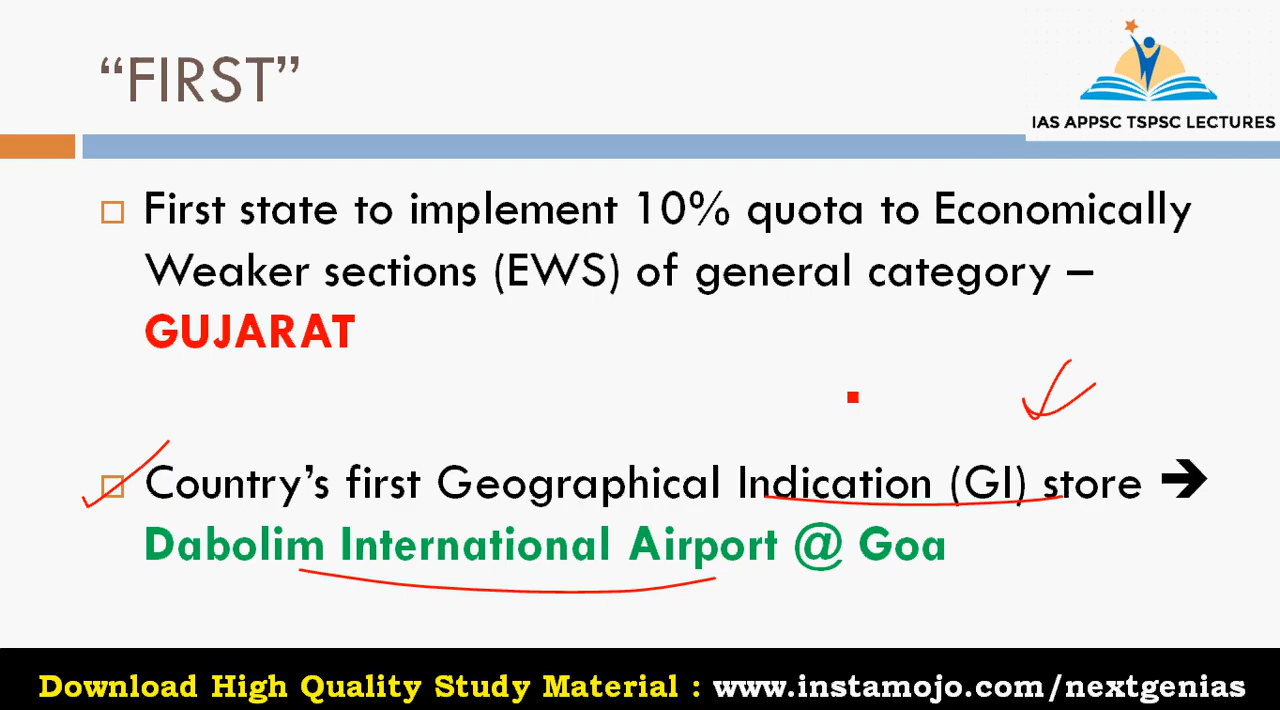 “FIRST”
IAS APPSC TSPSC LECTURES
First state to implement 10% quota to Economically
Weaker sections (EWS) of general category –
GUJARAT
Country’s first Geographical Indication (GI) store ➔
Dabolim International Airport @ Goa
Download High Quality Study Material : www.instamojo.com/nextgenias